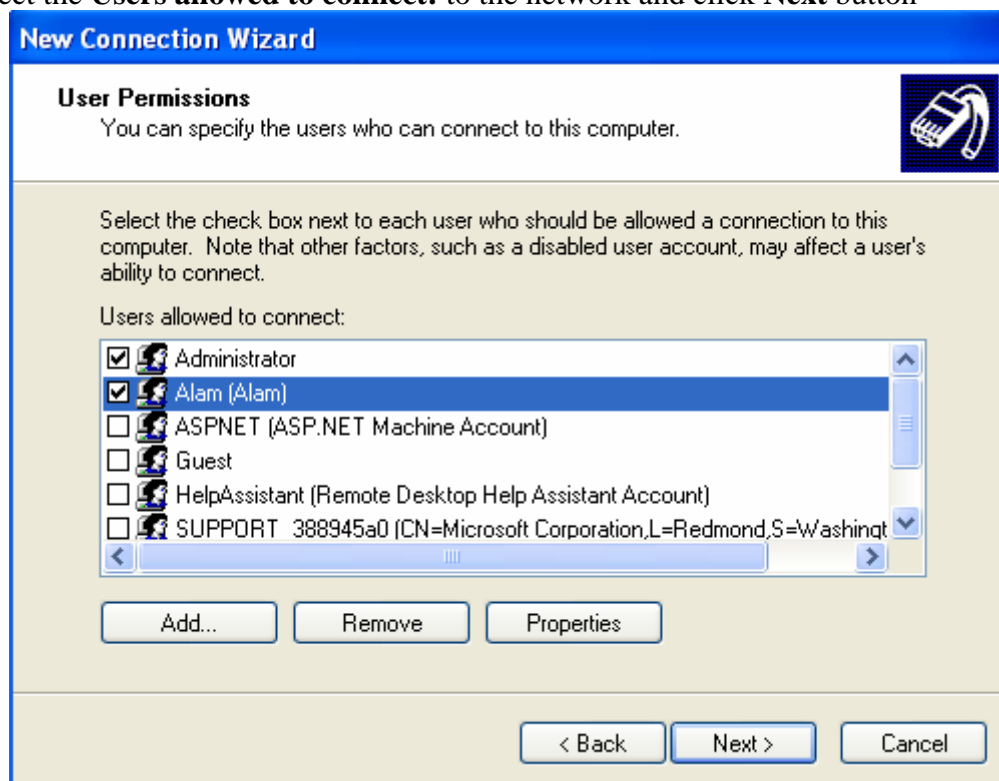 ect the Users allowed to connect: to the network and click Next button
New Connection Wizard
User Permissions
You can specify the users who can connect to this computer.
Select the check box next to each user who should be allowed a connection to this
computer. Note that other factors, such as a disabled user account, may affect a user's
ability to connect.
Users allowed to connect:
Administrator
Alam (Alam)
ASPNET (ASP.NET Machine Account)
Guest
HelpAssistant (Remote Desktop Help Assistant Account)
SUPPORT_388945a0 (CN=Microsoft Corporation,L=Redmond,S=Washingt
Add...
Remove
Properties
< Back
Next >
Cancel